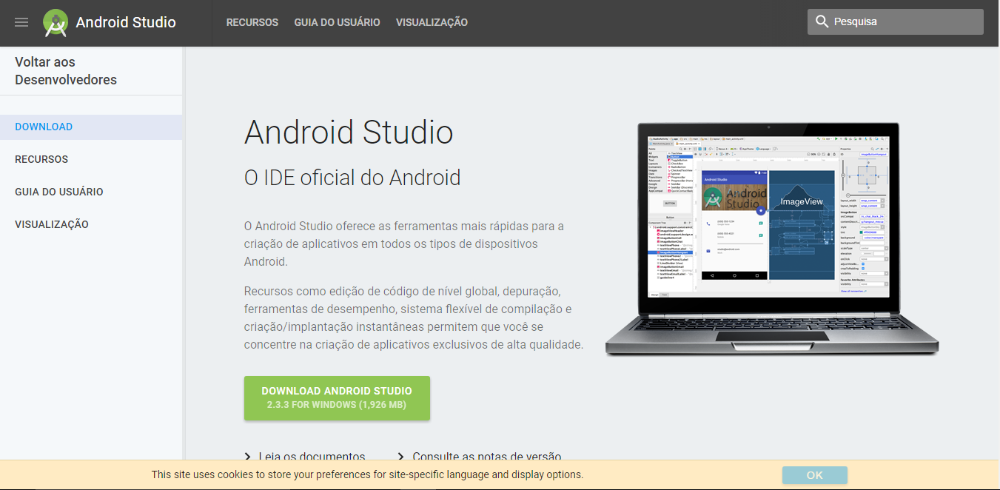 Android Studio
RECURSOS
GUIA DO USUÁRIO
VISUALIZAÇÃO
Pesquisa
Voltar aos
Desenvolvedores
DOWNLOAD
RECURSOS
GUIA DO USUÁRIO
VISUALIZAÇÃO
Android Studio
O IDE oficial do Android
O Android Studio oferece as ferramentas mais rápidas para a
criação de aplicativos em todos os tipos de dispositivos
Android.
Recursos como edição de código de nível global, depuração,
ferramentas de desempenho, sistema flexível de compilação e
criação/implantação instantâneas permitem que você se
concentre na criação de aplicativos exclusivos de alta qualidade.
DOWNLOAD ANDROID STUDIO
2.3.3 FOR WINDOWS (1,926 MB)
Leia os documentos
Consulte as notas de versão
Android Studio
Android
Studio
ImageView
BUTTON
This site uses cookies to store your preferences for site-specific language and display options.
OK